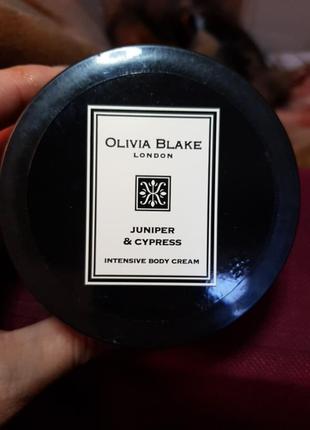 OLIVIA BLAKE
LONDON
JUNIPER
& CYPRESS
INTENSIVE BODY CREAM